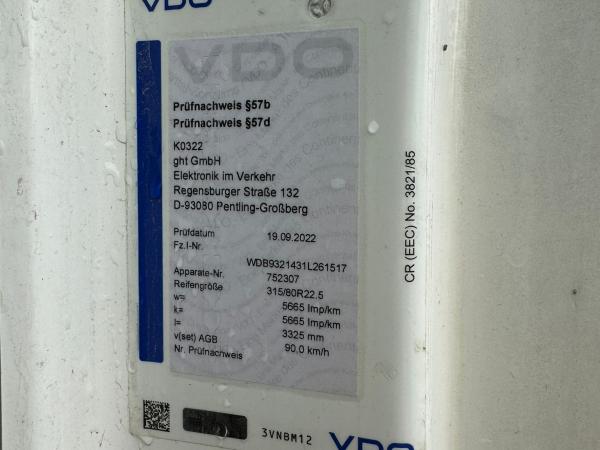 VDO
VDO
Prüfnachweis §57b
Prüfnachweis §57d
K0322
ght GmbH
Elektronik im Verkehr
Regensburger Straße 132
D-93080 Pentling-Großberg
Prüfdatum 19.09.2022
Fz.I-Nr.
WDB9321431L261517
Apparate-Nr. 752307
Reifengröße 315/80R22.5
w= 5665 Imp/km
k= 5665 Imp/km
l= 3325 mm
v(set) AGB 90,0 km/h
Nr. Prüfnachweis
3VNBM12
VDO
CR (EEC) No. 3821/85